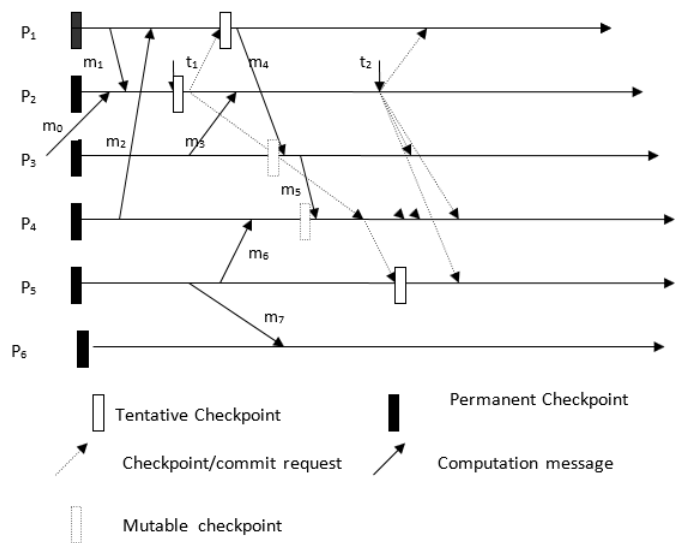 P1
m1
t1
m4
t2
P2
m0
m2
m3
P3
m5
P4
m6
P5
m7
P6
Tentative Checkpoint
Permanent Checkpoint
Checkpoint/commit request
Computation message
Mutable checkpoint